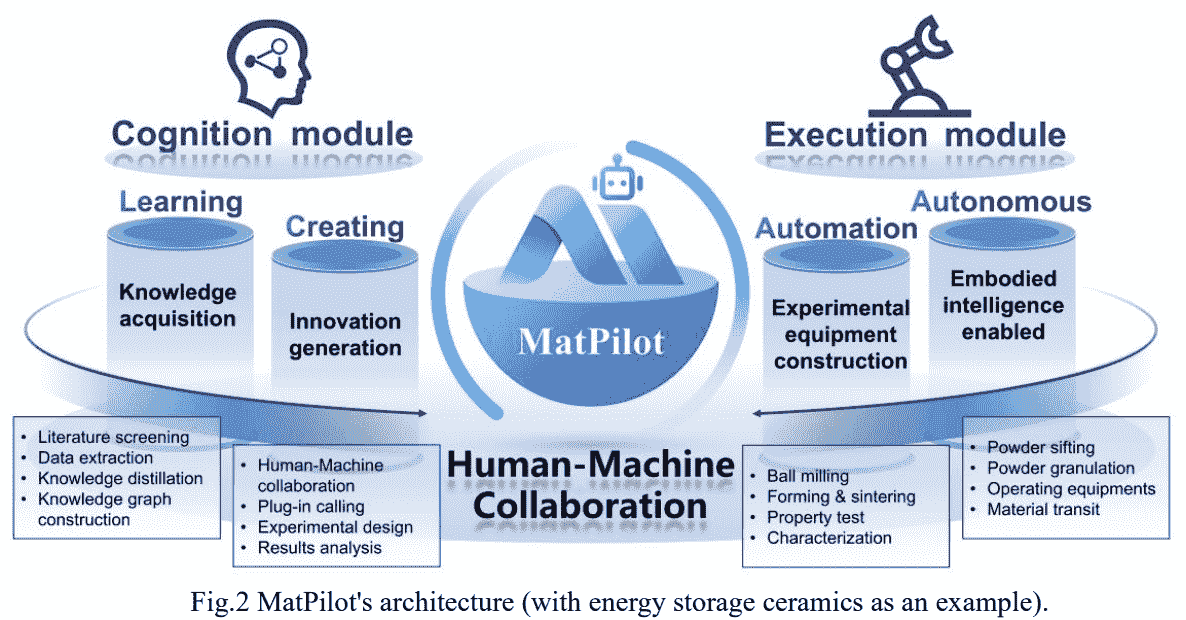 Cognition module
Execution module
Learning
Creating
Automation
Autonomous
Knowledge
acquisition
Innovation
generation
MatPilot
Experimental
equipment
construction
Embodied
intelligence
enabled
• Literature screening
• Data extraction
• Knowledge distillation
• Knowledge graph
construction
• Human-Machine
collaboration
• Plug-in calling
• Experimental design
• Results analysis
Human-Machine
Collaboration
• Ball milling
• Forming & sintering
• Property test
• Characterization
• Powder sifting
• Powder granulation
• Operating equipments
• Material transit
Fig.2 MatPilot's architecture (with energy storage ceramics as an example).